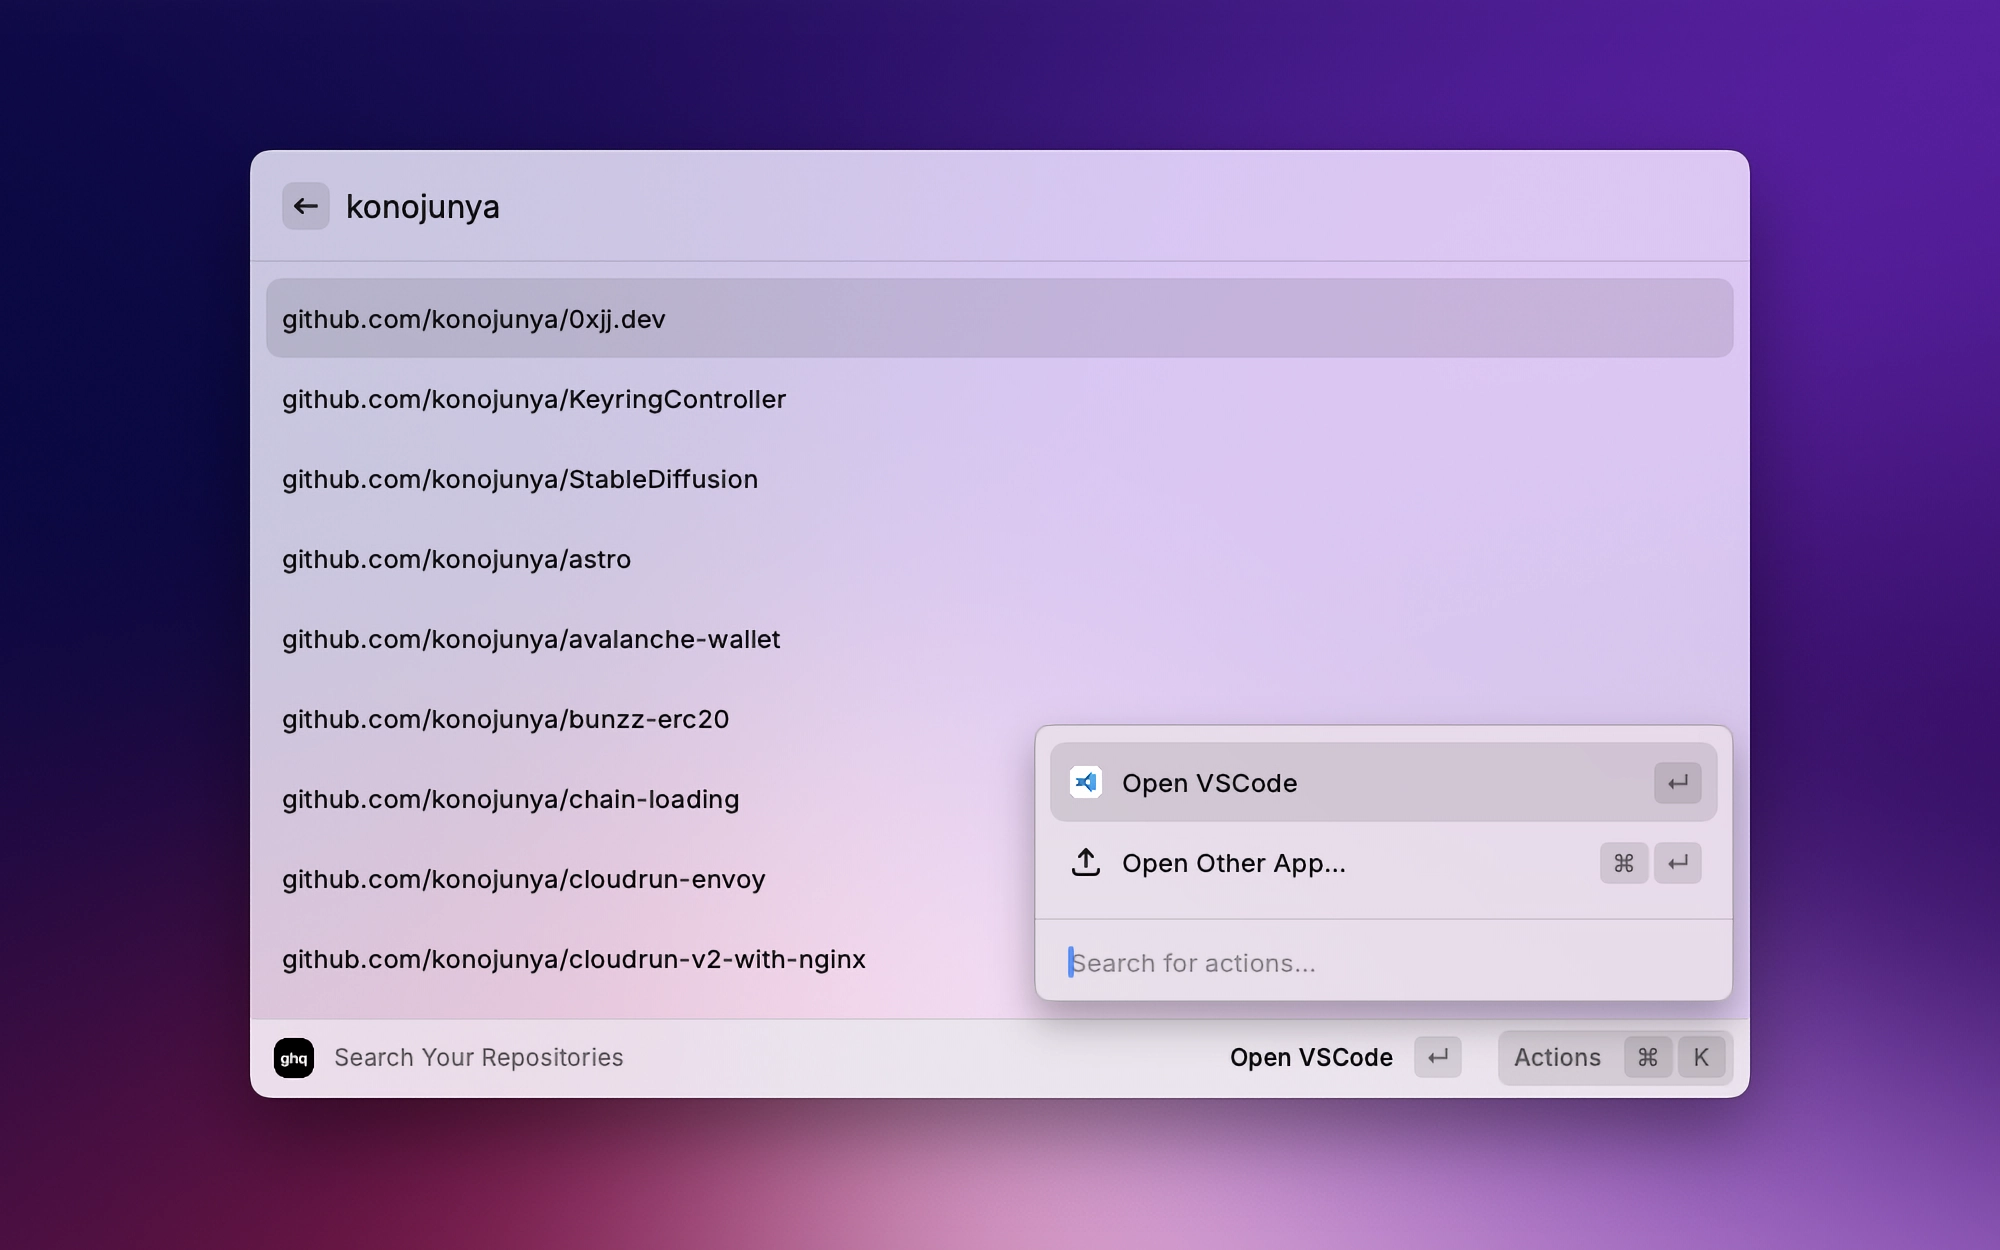 konojunya
github.com/konojunya/0xjj.dev
github.com/konojunya/KeyringController
github.com/konojunya/StableDiffusion
github.com/konojunya/astro
github.com/konojunya/avalanche-wallet
github.com/konojunya/bunzz-erc20
github.com/konojunya/chain-loading
github.com/konojunya/cloudrun-envoy
github.com/konojunya/cloudrun-v2-with-nginx
Open VSCode ↵
Open Other App... ⌘ ↵
Search for actions...
ghq Search Your Repositories Open VSCode ↵ Actions ⌘ K